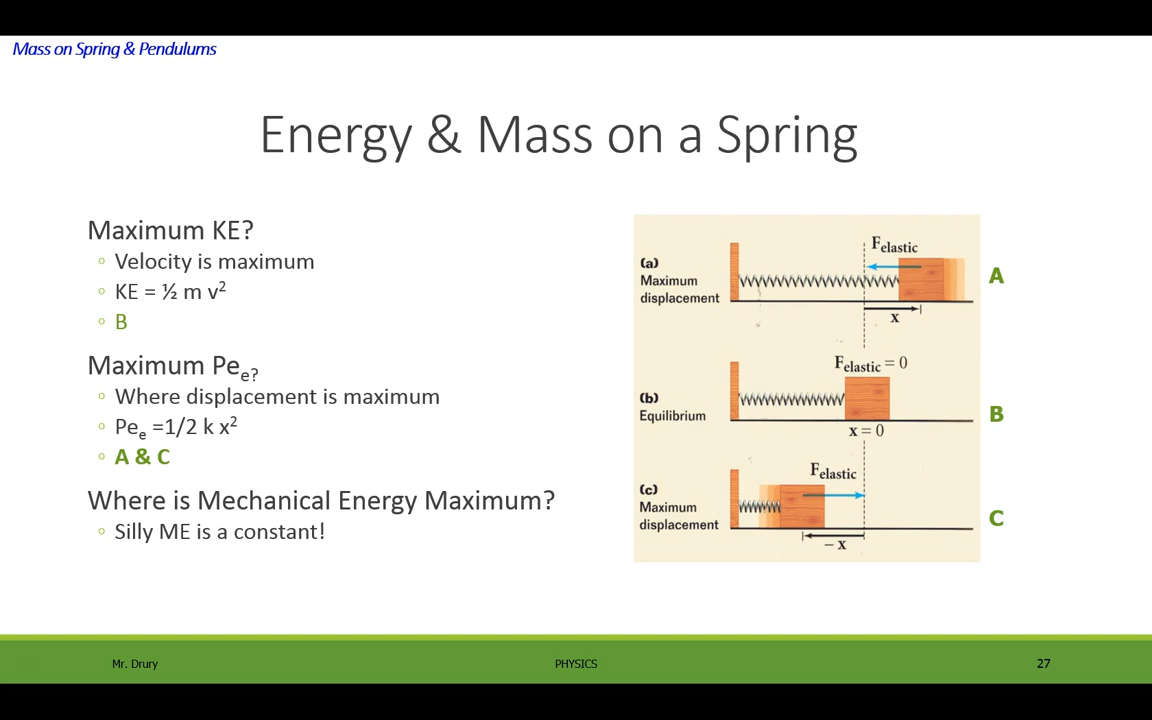 Mass on Spring & Pendulums
Energy & Mass on a Spring
Maximum KE?
◦ Velocity is maximum
◦ KE = ½ m v²
◦ B
Maximum Peₑ?
◦ Where displacement is maximum
◦ Peₑ =1/2 k x²
◦ A & C
Where is Mechanical Energy Maximum?
◦ Silly ME is a constant!
Felastic
(a)
Maximum
displacement
x
A
Felastic = 0
(b)
Equilibrium
x = 0
B
Felastic
(c)
Maximum
displacement
– x
C
Mr. Drury
PHYSICS
27